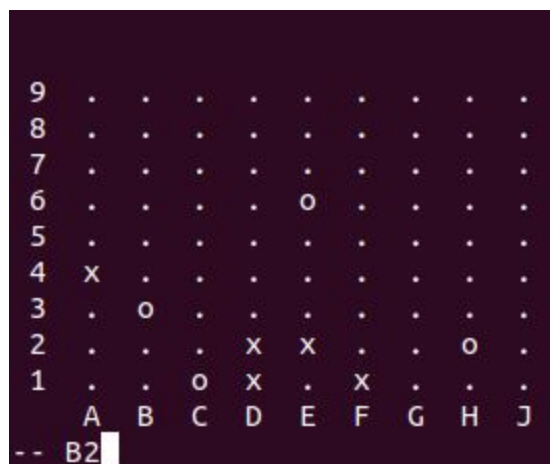 9 . . . . . . . . .
8 . . . . . . . . .
7 . . . . . . . . .
6 . . . . o . . . .
5 . . . . . . . . .
4 x . . . . . . . .
3 . o . . . . . . .
2 . . . x x . . o .
1 . . o x . x . . .
A B C D E F G H J
-- B2